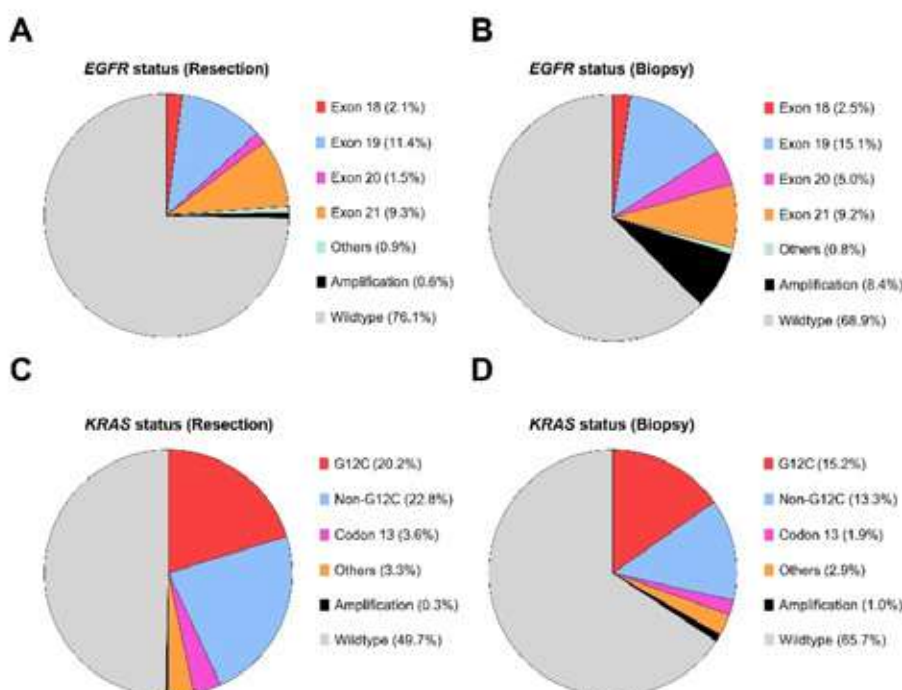 A
EGFR status (Resection)
Exon 18 (2.1%)
Exon 19 (11.4%)
Exon 20 (1.5%)
Exon 21 (9.3%)
Others (0.9%)
Amplification (0.6%)
Wildtype (76.1%)
B
EGFR status (Biopsy)
Exon 18 (2.5%)
Exon 19 (15.1%)
Exon 20 (5.0%)
Exon 21 (9.2%)
Others (0.8%)
Amplification (8.4%)
Wildtype (68.9%)
C
KRAS status (Resection)
G12C (20.2%)
Non-G12C (22.8%)
Codon 13 (3.6%)
Others (3.3%)
Amplification (0.3%)
Wildtype (49.7%)
D
KRAS status (Biopsy)
G12C (15.2%)
Non-G12C (13.3%)
Codon 13 (1.9%)
Others (2.9%)
Amplification (1.0%)
Wildtype (65.7%)